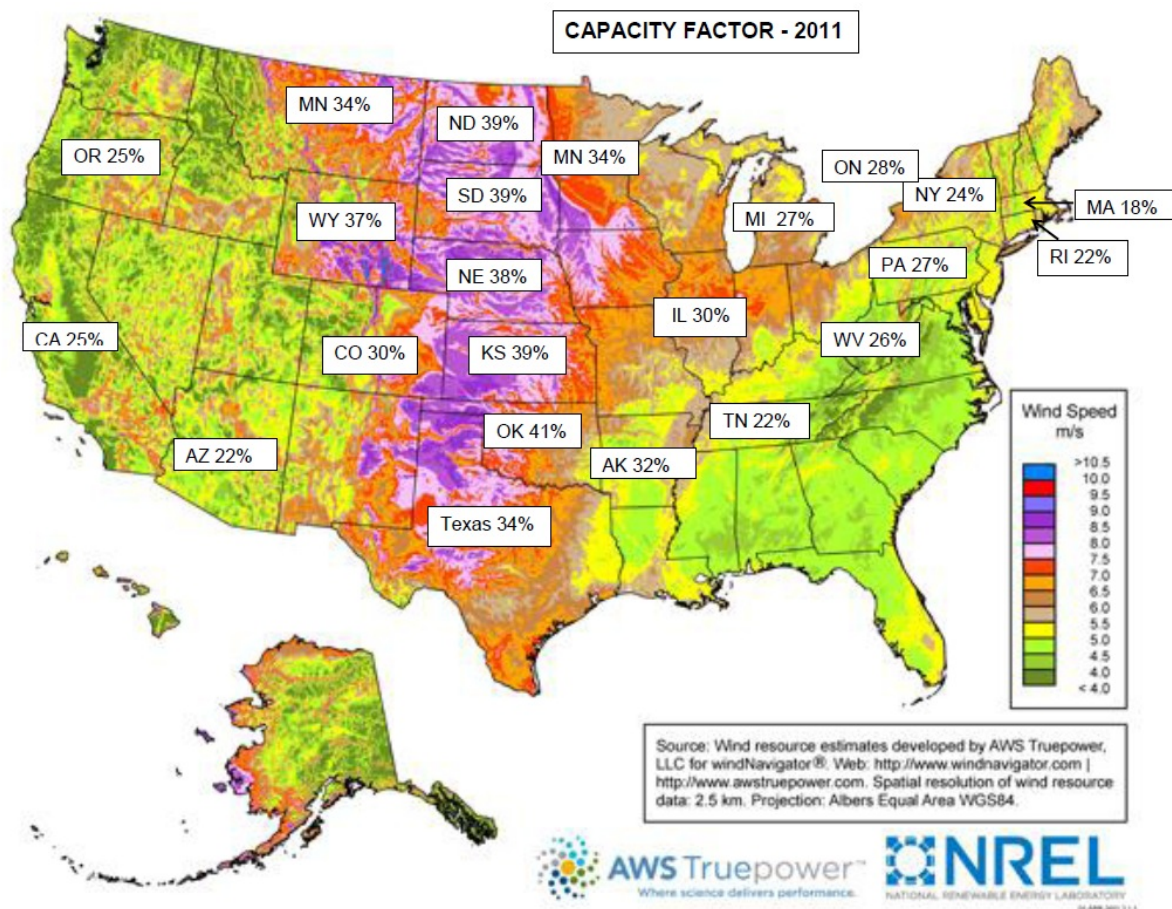 CAPACITY FACTOR - 2011
MN 34%
ND 39%
OR 25%
MN 34%
ON 28%
SD 39%
NY 24%
MA 18%
WY 37%
MI 27%
RI 22%
NE 38%
PA 27%
IL 30%
CA 25%
CO 30%
KS 39%
WV 26%
OK 41%
TN 22%
AZ 22%
AK 32%
Texas 34%
Wind Speed
m/s
>10.5
10.0
9.5
9.0
8.5
8.0
7.5
7.0
6.5
6.0
5.5
5.0
4.5
4.0
< 4.0
Source: Wind resource estimates developed by AWS Truepower,
LLC for windNavigator®. Web: http://www.windnavigator.com |
http://www.awstruepower.com. Spatial resolution of wind resource
data: 2.5 km. Projection: Albers Equal Area WGS84.
AWS Truepower™
Where science delivers performance.
NREL
NATIONAL RENEWABLE ENERGY LABORATORY